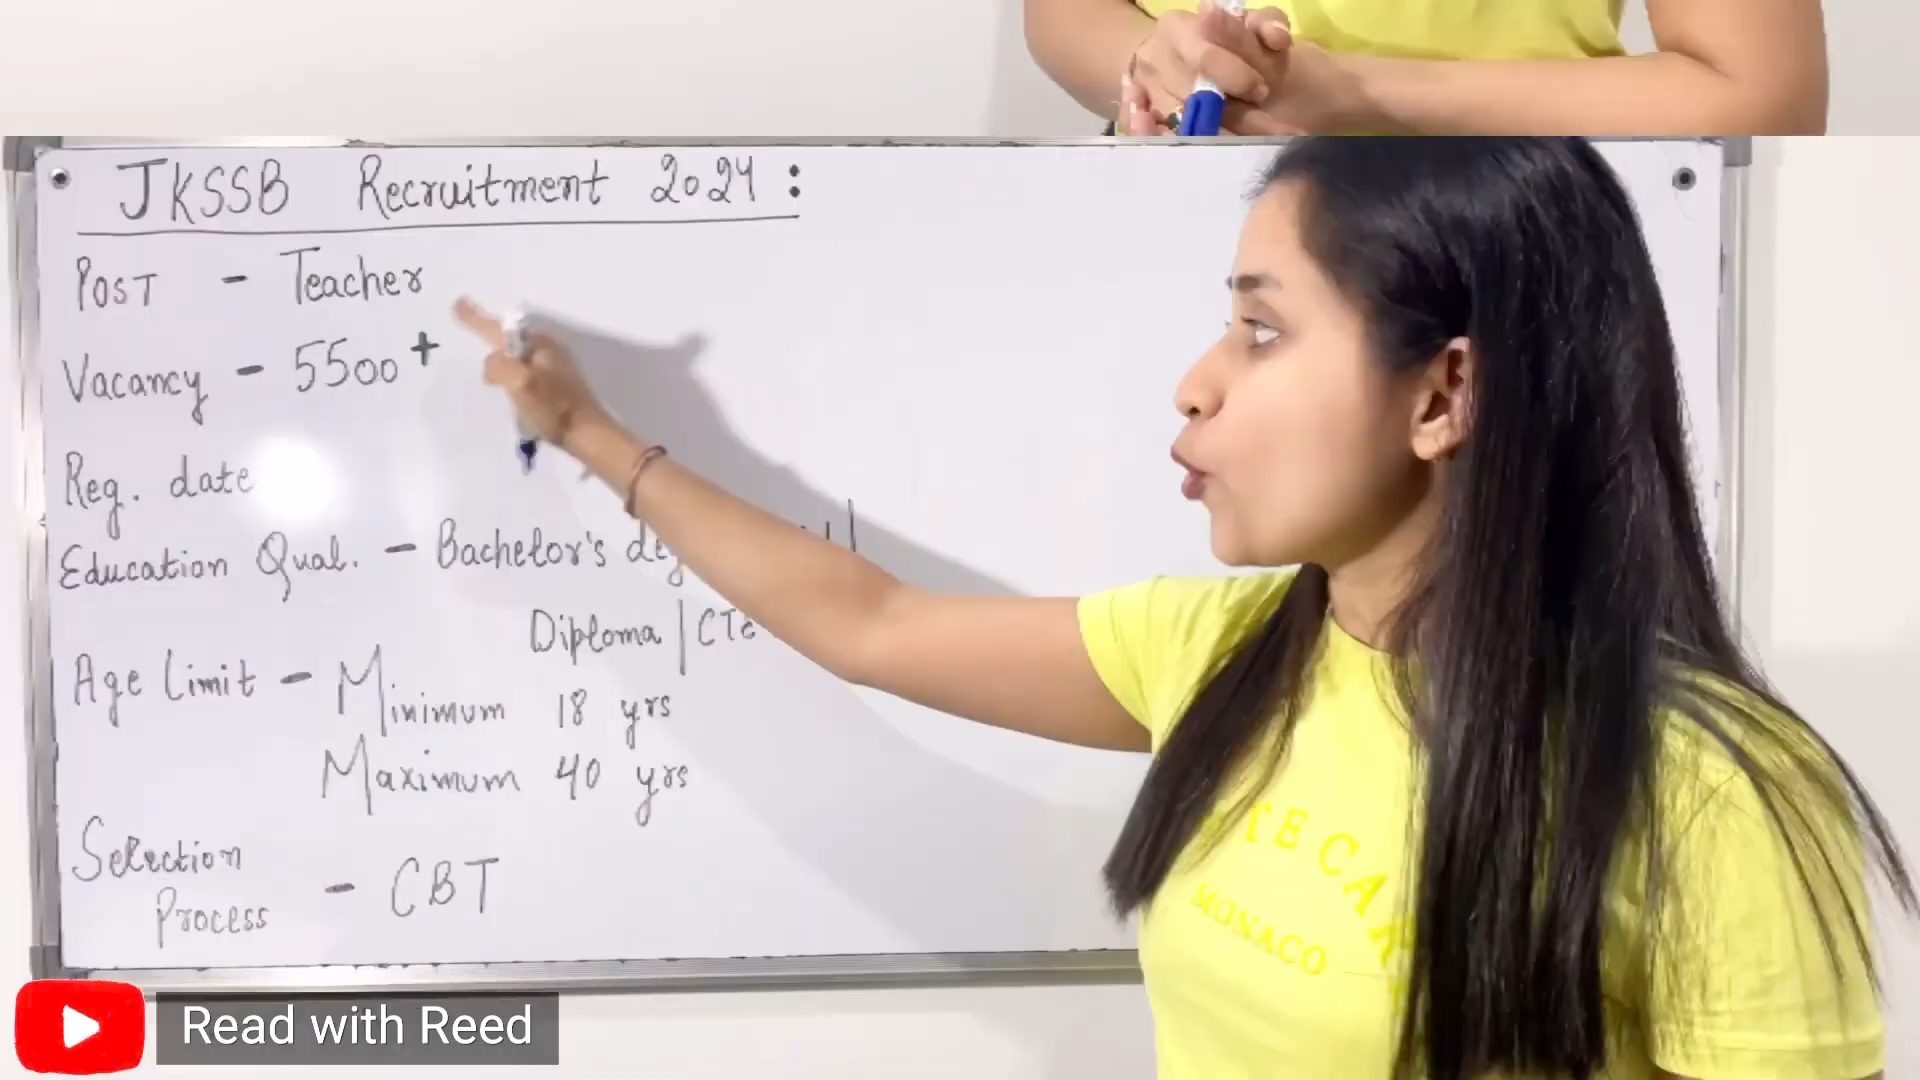 JKSSB Recruitment 2024 :
Post - Teacher
Vacancy - 5500+
Reg. date
Education Qual. - Bachelor's
Diploma |
Age Limit - Minimum 18 yrs
Maximum 40 yrs
Selection
Process - CBT
MONACO
Read with Reed